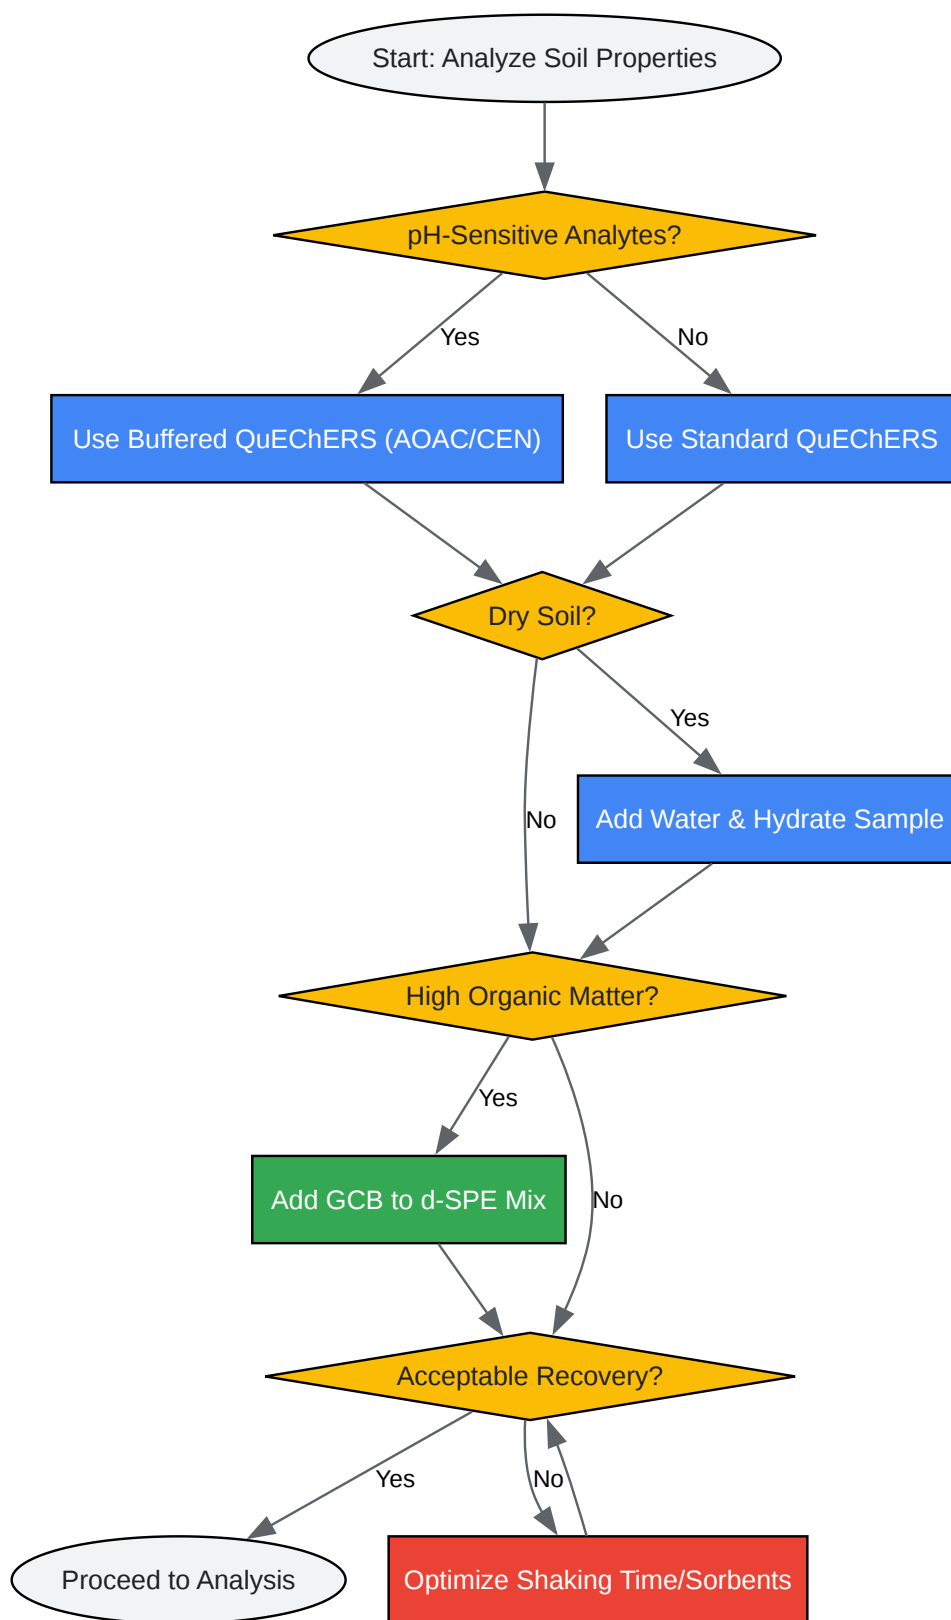 Start: Analyze Soil Properties
pH-Sensitive Analytes?
Yes
No
Use Buffered QuEChERS (AOAC/CEN)
Use Standard QuEChERS
Dry Soil?
Yes
No
Add Water & Hydrate Sample
High Organic Matter?
Yes
No
Add GCB to d-SPE Mix
Acceptable Recovery?
Yes
No
Proceed to Analysis
Optimize Shaking Time/Sorbents